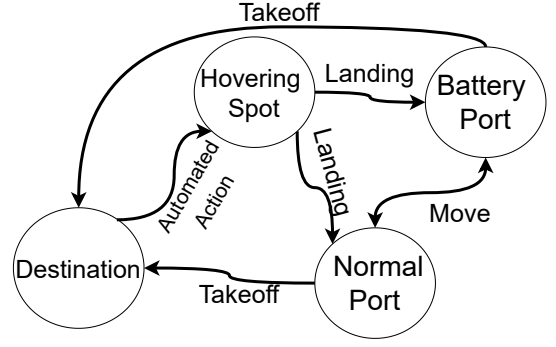 Takeoff
Hovering
Spot
Landing
Battery
Port
Automated
Action
Landing
Move
Destination
Takeoff
Normal
Port